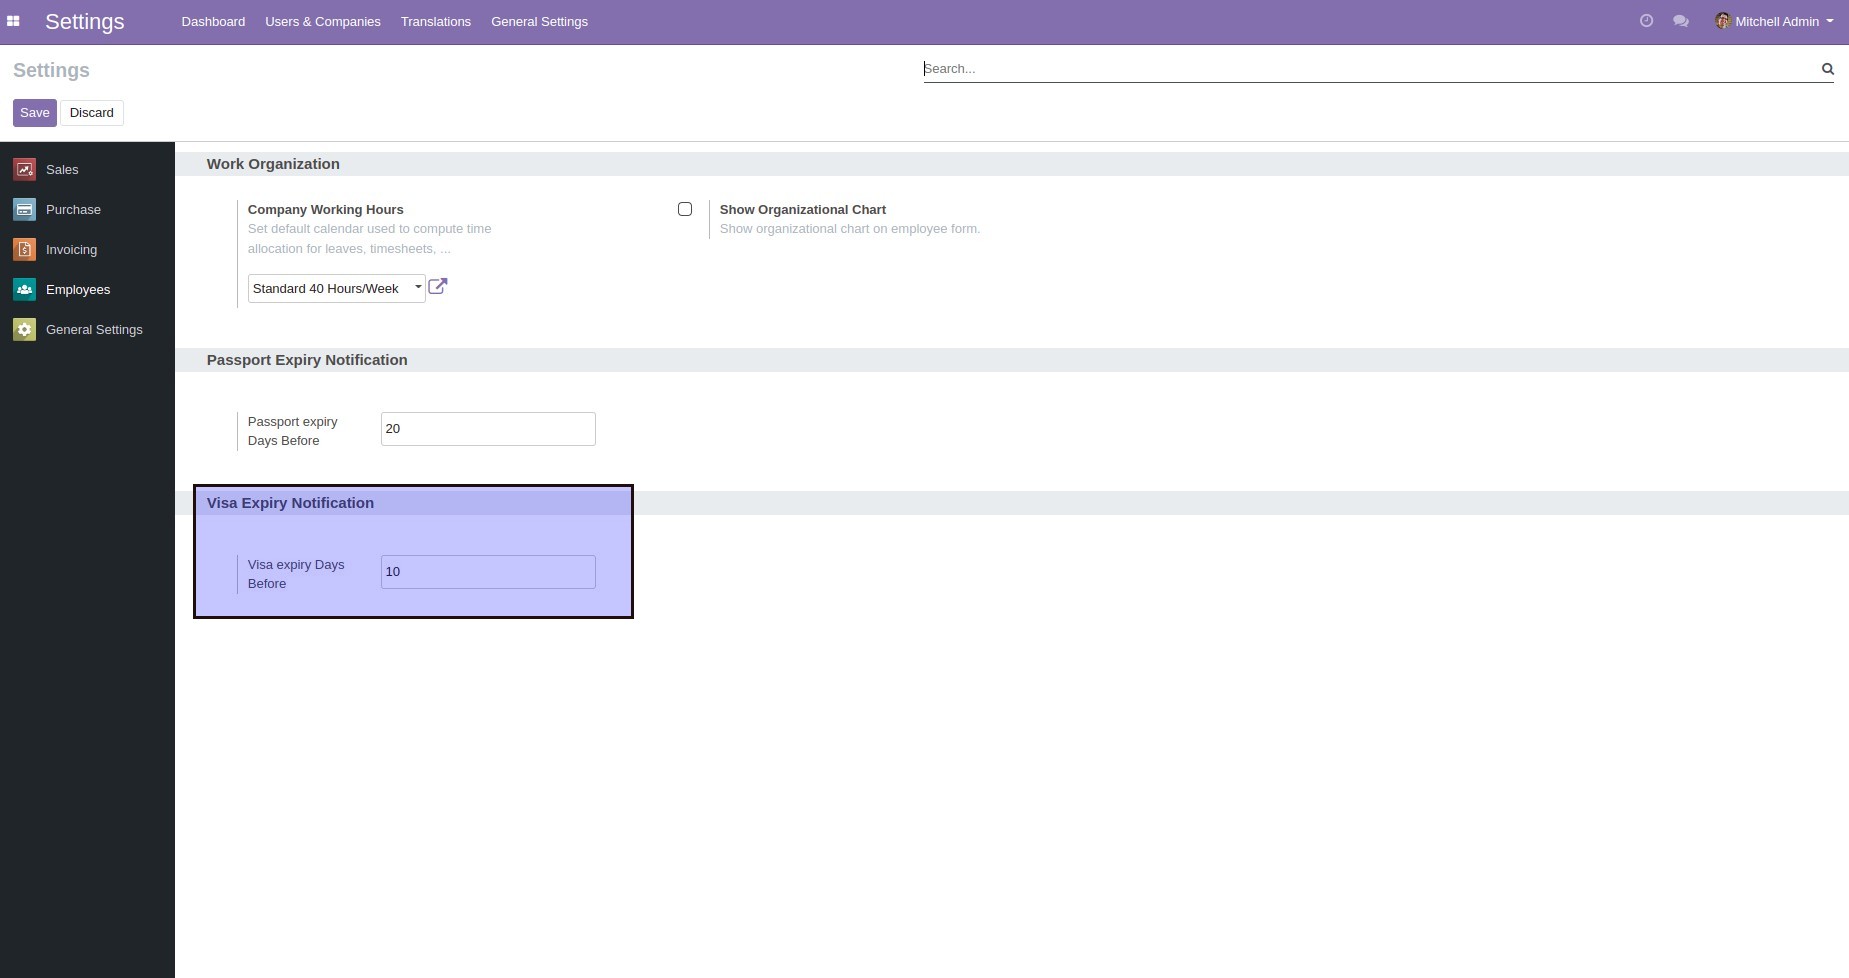 Settings
Dashboard
Users & Companies
Translations
General Settings
Mitchell Admin
Settings
Search...
Save
Discard
Sales
Purchase
Invoicing
Employees
General Settings
Work Organization
Company Working Hours
Set default calendar used to compute time
allocation for leaves, timesheets, ...
Standard 40 Hours/Week
Show Organizational Chart
Show organizational chart on employee form.
Passport Expiry Notification
Passport expiry
Days Before
20
Visa Expiry Notification
Visa expiry Days
Before
10